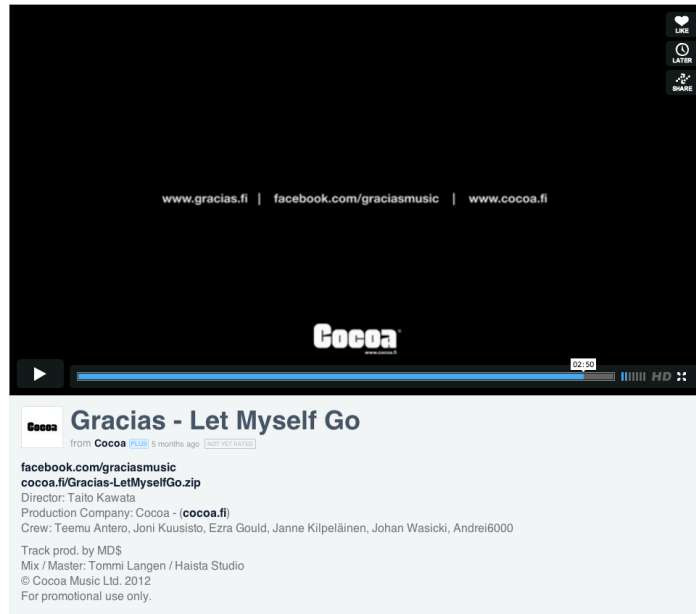 LIKE
LATER
SHARE
www.gracias.fi | facebook.com/graciasmusic | www.cocoa.fi
Cocoa
www.cocoa.fi
02:50
HD
Cocoa
Gracias - Let Myself Go
from Cocoa PLUS 5 months ago NOT YET RATED
facebook.com/graciasmusic
cocoa.fi/Gracias-LetMyselfGo.zip
Director: Taito Kawata
Production Company: Cocoa - (cocoa.fi)
Crew: Teemu Antero, Joni Kuusisto, Ezra Gould, Janne Kilpeläinen, Johan Wasicki, Andrei6000
Track prod. by MD$
Mix / Master: Tommi Langen / Haista Studio
© Cocoa Music Ltd. 2012
For promotional use only.